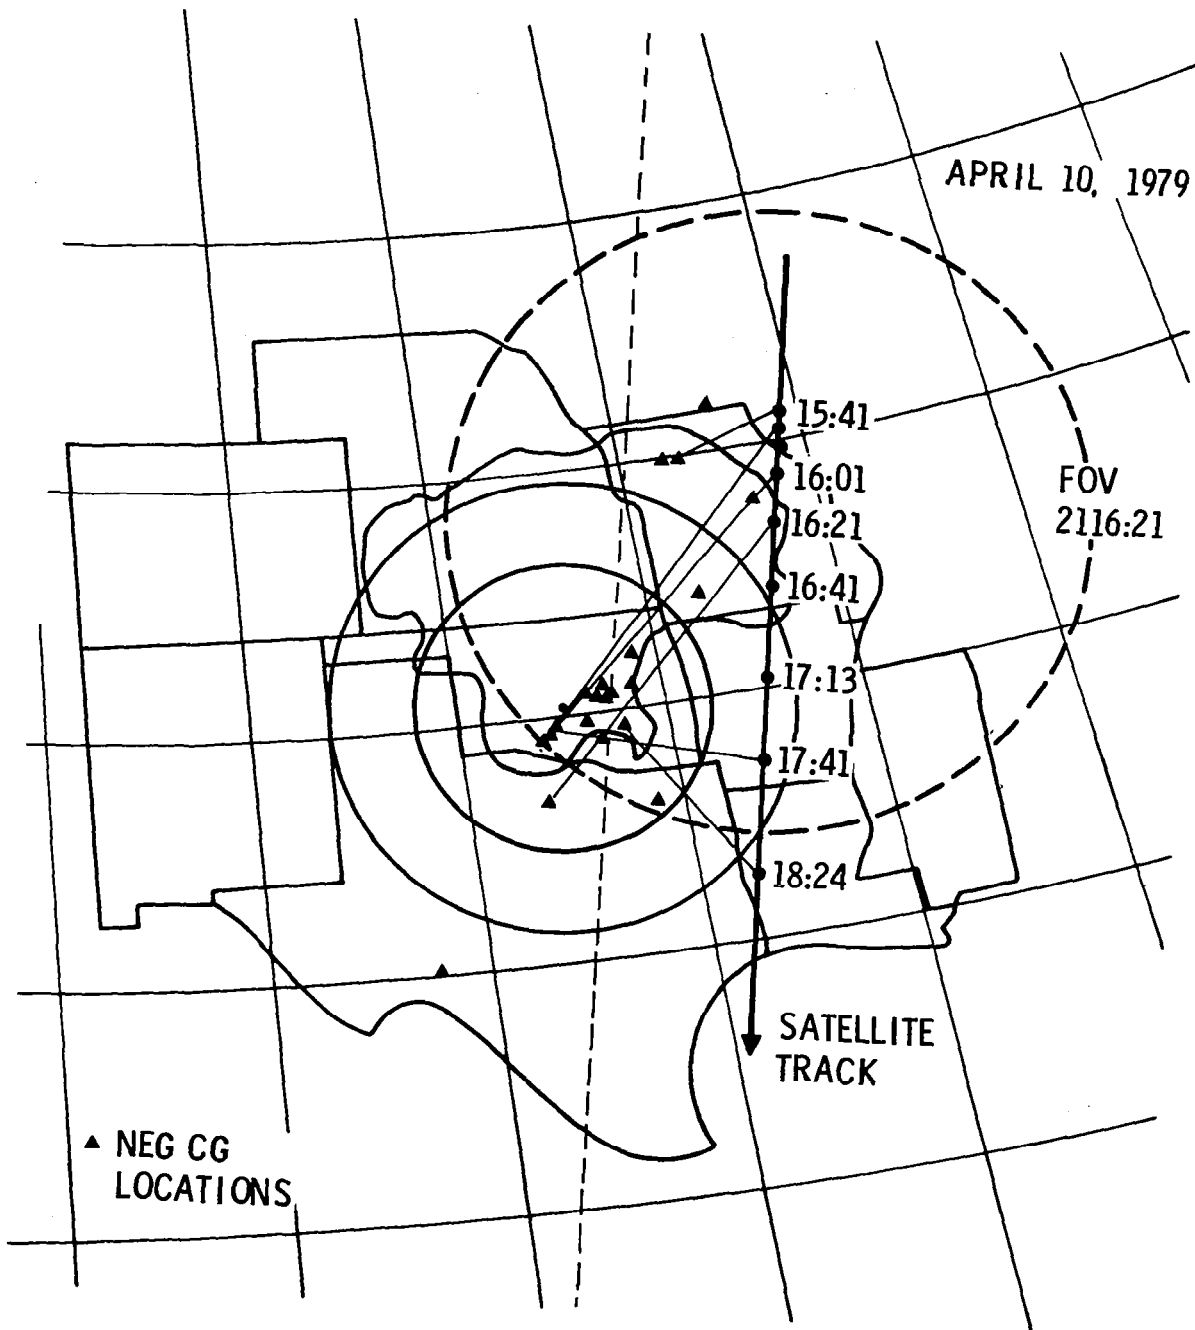 APRIL 10, 1979
15:41
16:01
FOV
16:21
2116:21
16:41
17:13
17:41
18:24
SATELLITE
TRACK
NEG CG
LOCATIONS